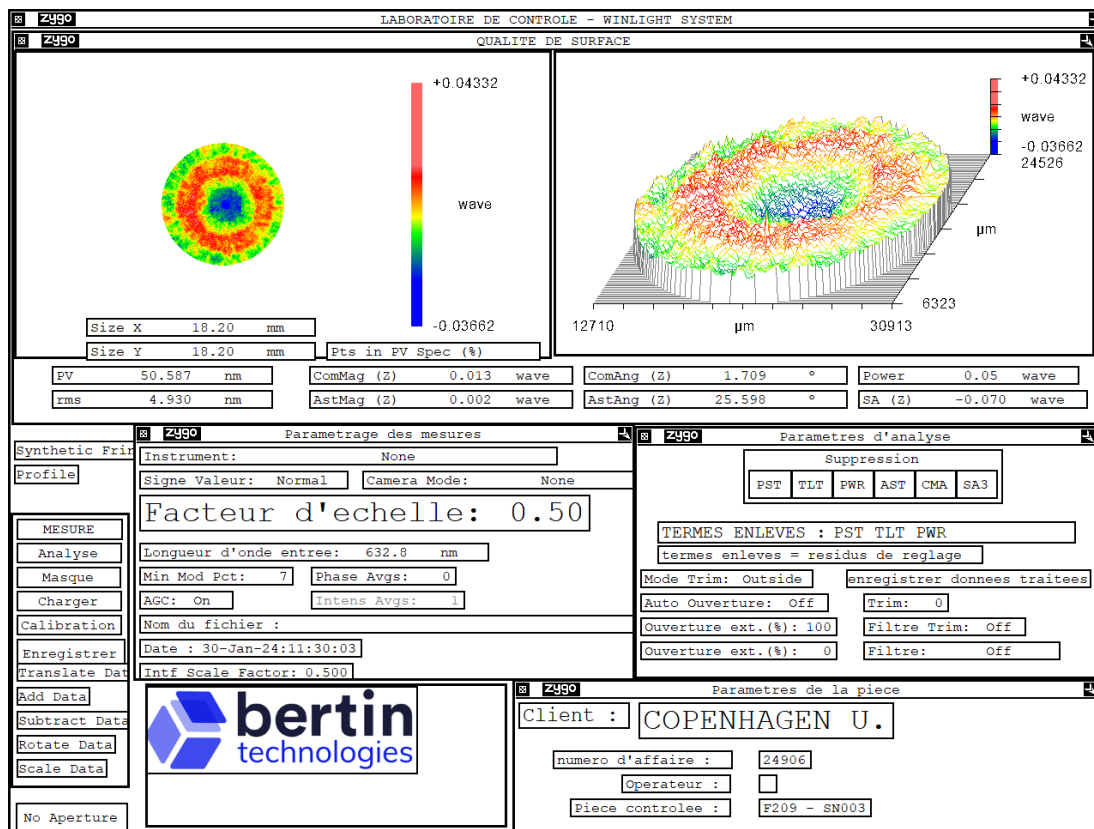 zygo LABORATOIRE DE CONTROLE - WINLIGHT SYSTEM
zygo QUALITE DE SURFACE
+0.04332
wave
-0.03662
+0.04332
wave
-0.03662
24526
µm
6323
12710 µm 30913
Size X 18.20 mm
Size Y 18.20 mm
Pts in PV Spec (%)
PV 50.587 nm
ComMag (Z) 0.013 wave
ComAng (Z) 1.709 °
Power 0.05 wave
rms 4.930 nm
AstMag (Z) 0.002 wave
AstAng (Z) 25.598 °
SA (Z) -0.070 wave
Synthetic Frin
Profile
MESURE
Analyse
Masque
Charger
Calibration
Enregistrer
Translate Dat
Add Data
Subtract Data
Rotate Data
Scale Data
No Aperture
zygo Parametrage des mesures
Instrument: None
Signe Valeur: Normal
Camera Mode: None
Facteur d'echelle: 0.50
Longueur d'onde entree: 632.8 nm
Min Mod Pct: 7
Phase Avgs: 0
AGC: On
Intens Avgs: 1
Nom du fichier :
Date : 30-Jan-24:11:30:03
Intf Scale Factor: 0.500
zygo Parametres d'analyse
Suppression
PST TLT PWR AST CMA SA3
TERMES ENLEVES : PST TLT PWR
termes enleves = residus de reglage
Mode Trim: Outside
enregistrer donnees traitees
Auto Ouverture: Off
Trim: 0
Ouverture ext.(%): 100
Filtre Trim: Off
Ouverture ext.(%): 0
Filtre: Off
bertin
technologies
zygo Parametres de la piece
Client : COPENHAGEN U.
numero d'affaire : 24906
Operateur :
Pièce controlee : F209 - SN003